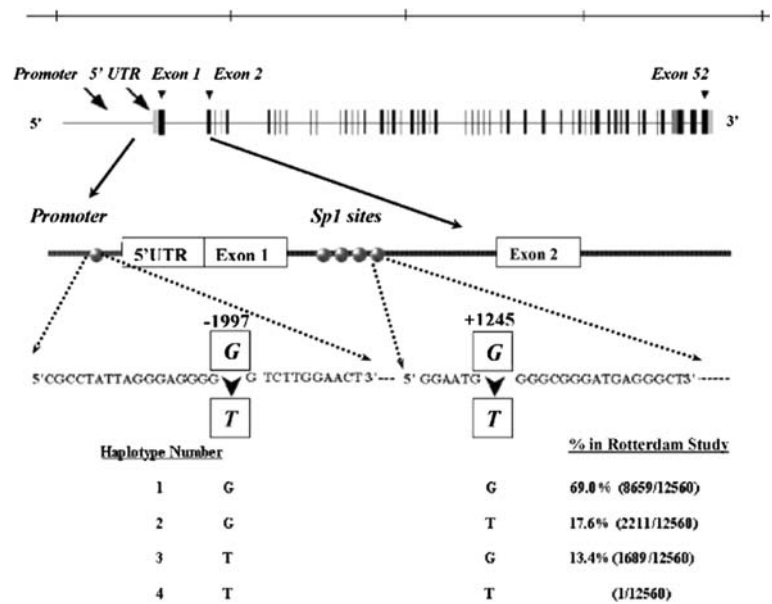 Promoter 5' UTR Exon 1 Exon 2 Exon 52
5' 3'
Promoter Sp1 sites
5'UTR Exon 1 Exon 2
-1997 +1245
G G
5'CGCCTATTAGGGAGGGG G TCTTGGAACT3' 5' GGAATG GGGCGGGATGAGGGCT3'
T T
Haplotype Number % in Rotterdam Study
1 G G 69.0% (8659/12560)
2 G T 17.6% (2211/12560)
3 T G 13.4% (1689/12560)
4 T T (1/12560)